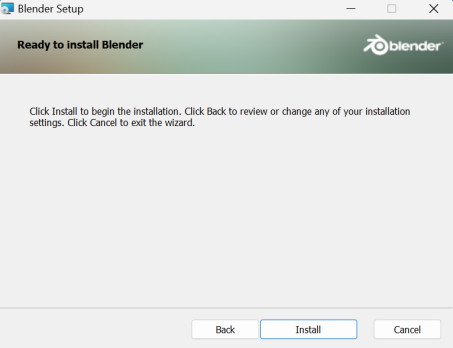 Blender Setup
Ready to install Blender
blender
Click Install to begin the installation. Click Back to review or change any of your installation
settings. Click Cancel to exit the wizard.
Back
Install
Cancel